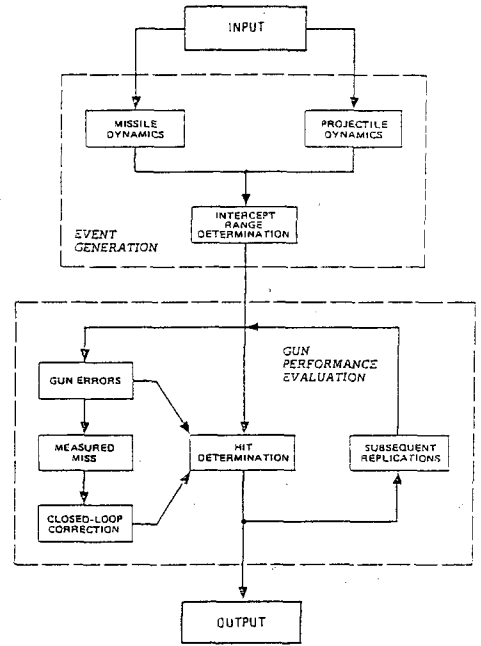 INPUT
MISSILE
DYNAMICS
PROJECTILE
DYNAMICS
INTERCEPT
RANGE
DETERMINATION
EVENT
GENERATION
GUN
PERFORMANCE
EVALUATION
GUN ERRORS
MEASURED
MISS
HIT
DETERMINATION
SUBSEQUENT
REPLICATIONS
CLOSED-LOOP
CORRECTION
OUTPUT